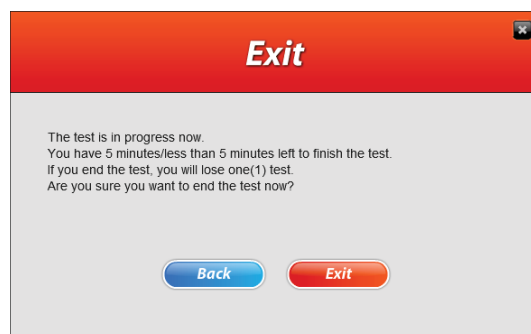 Exit
The test is in progress now.
You have 5 minutes/less than 5 minutes left to finish the test.
If you end the test, you will lose one(1) test.
Are you sure you want to end the test now?
Back
Exit